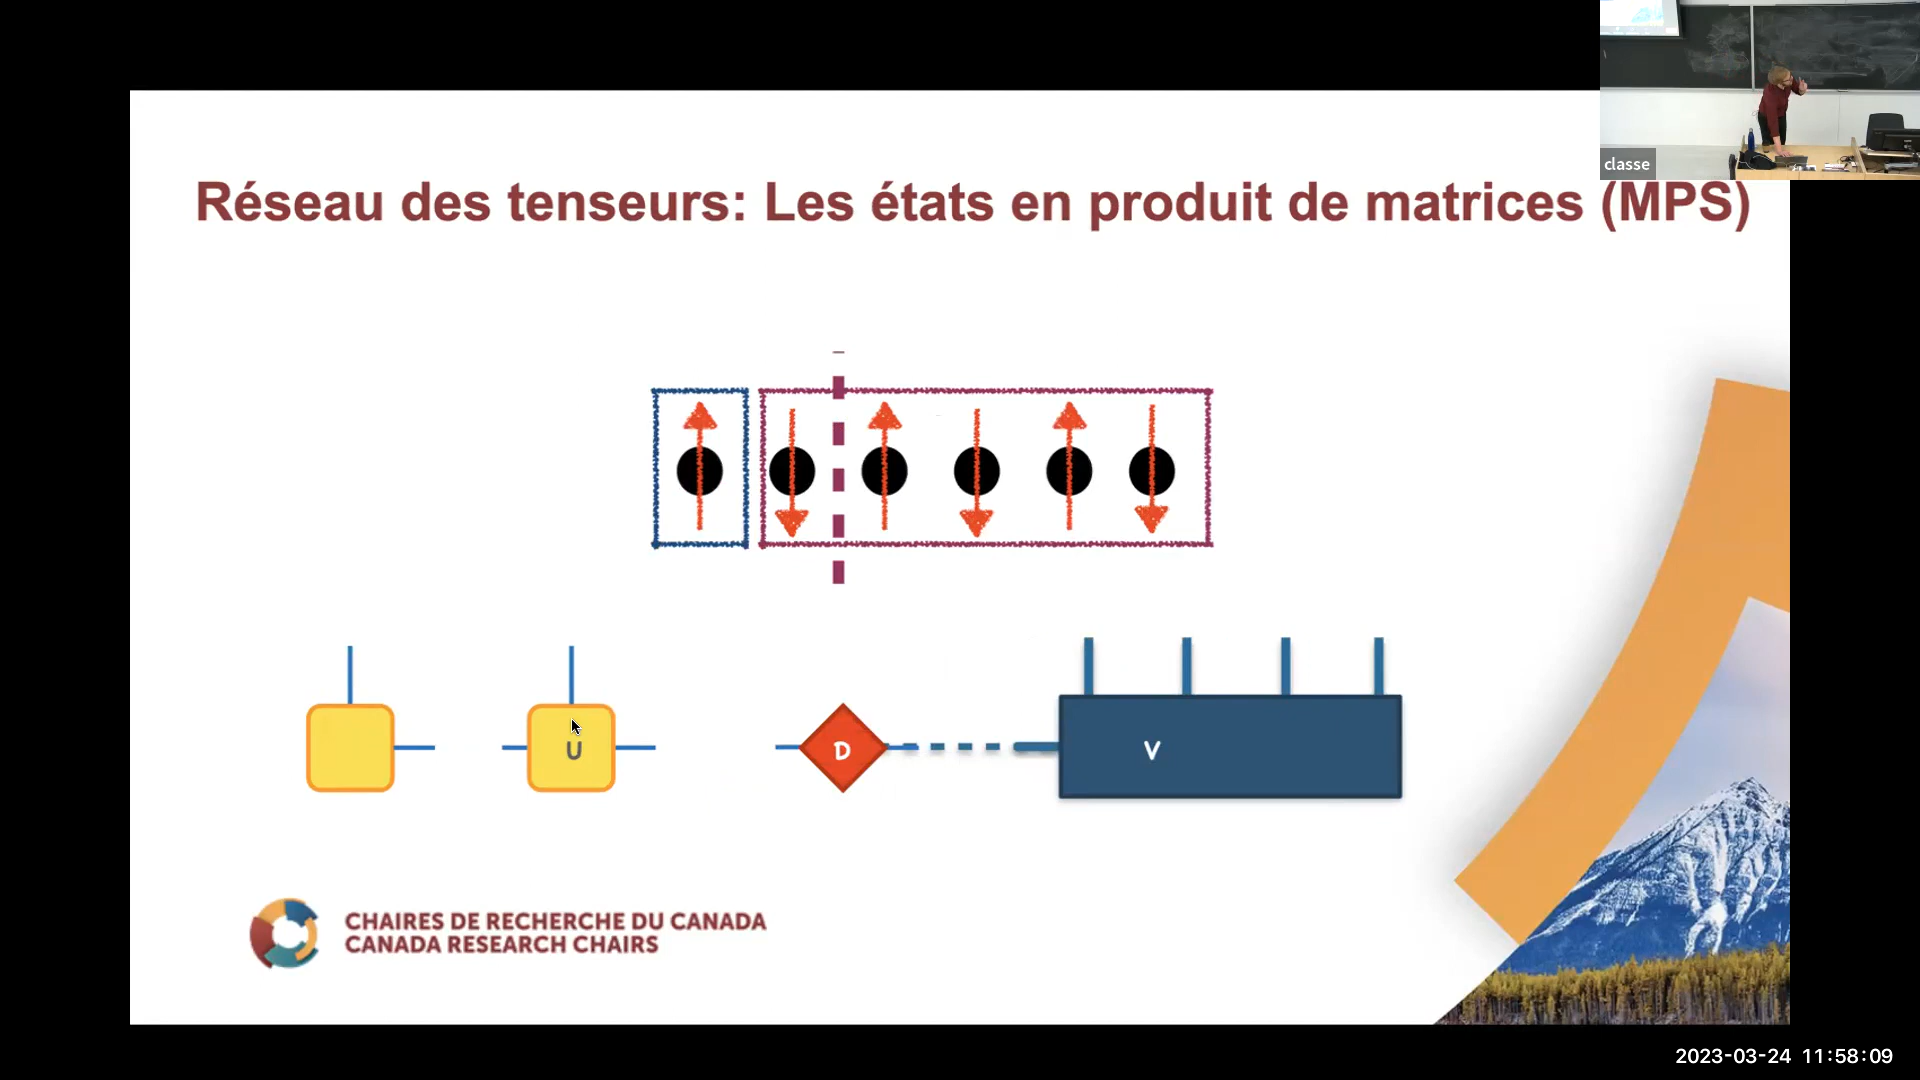 classe
Réseau des tenseurs: Les états en produit de matrices (MPS)
U
D
V
CHAIRES DE RECHERCHE DU CANADA
CANADA RESEARCH CHAIRS
2023-03-24 11:58:09